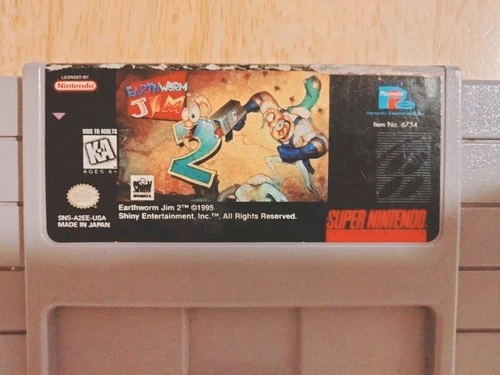 LICENSED BY
Nintendo
EARTHWORM
JIM
2
KIDS TO ADULTS
K-A
AGES 6+
SHINY
SNS-A2EE-USA
MADE IN JAPAN
Earthworm Jim 2™ ©1995
Shiny Entertainment, Inc.™. All Rights Reserved.
Item No. 6754
SUPER NINTENDO